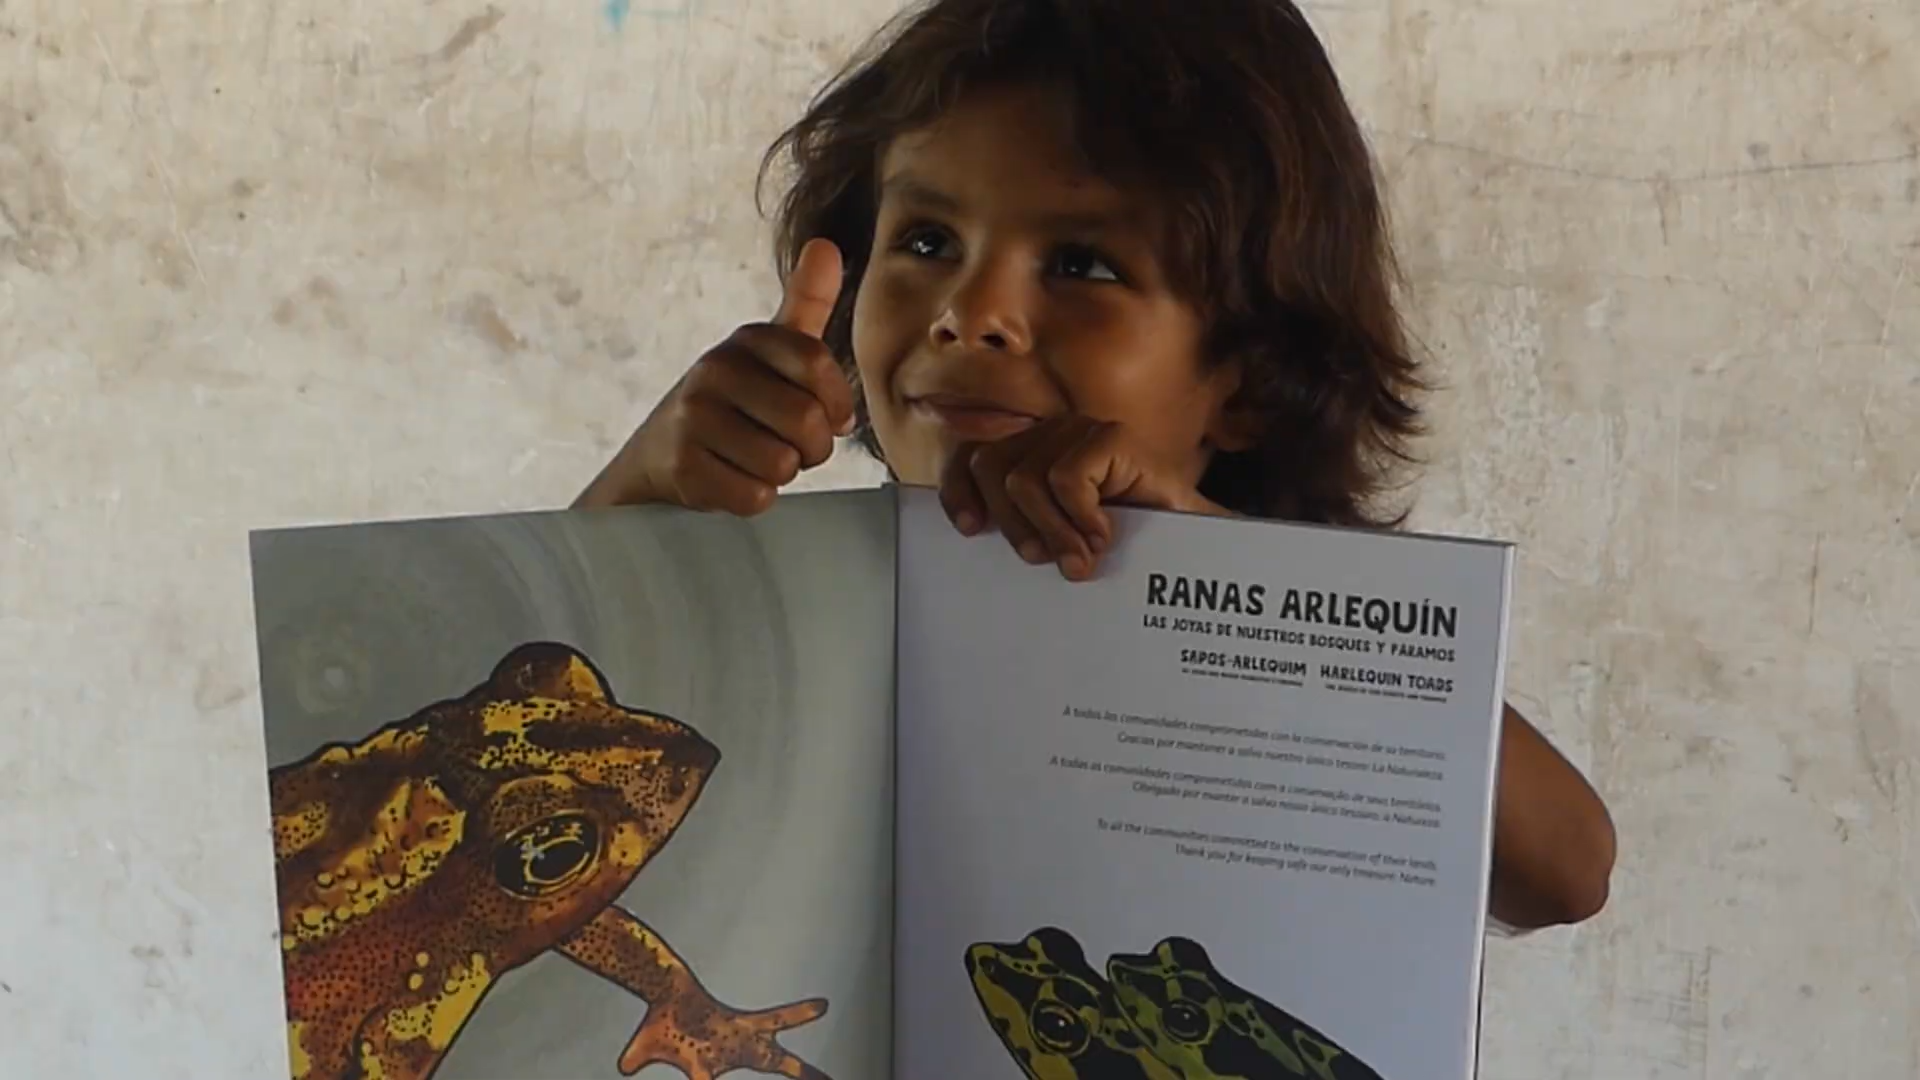 RANAS ARLEQUÍN
LAS JOYAS DE NUESTROS BOSQUES Y PARAMOS
SAPOS-ARLEQUIM HARLEQUIN TOADS
A todas las comunidades comprometidas con la conservación de su territorio.
Gracias por mantener a salvo nuestro único tesoro: La Naturaleza.
A todas as comunidades comprometidas com a conservação de seus territórios.
Obrigado por manter a salvo nosso único tesouro: a Natureza.
To all the communities committed to the conservation of their lands.
Thank you for keeping safe our only treasure: Nature.